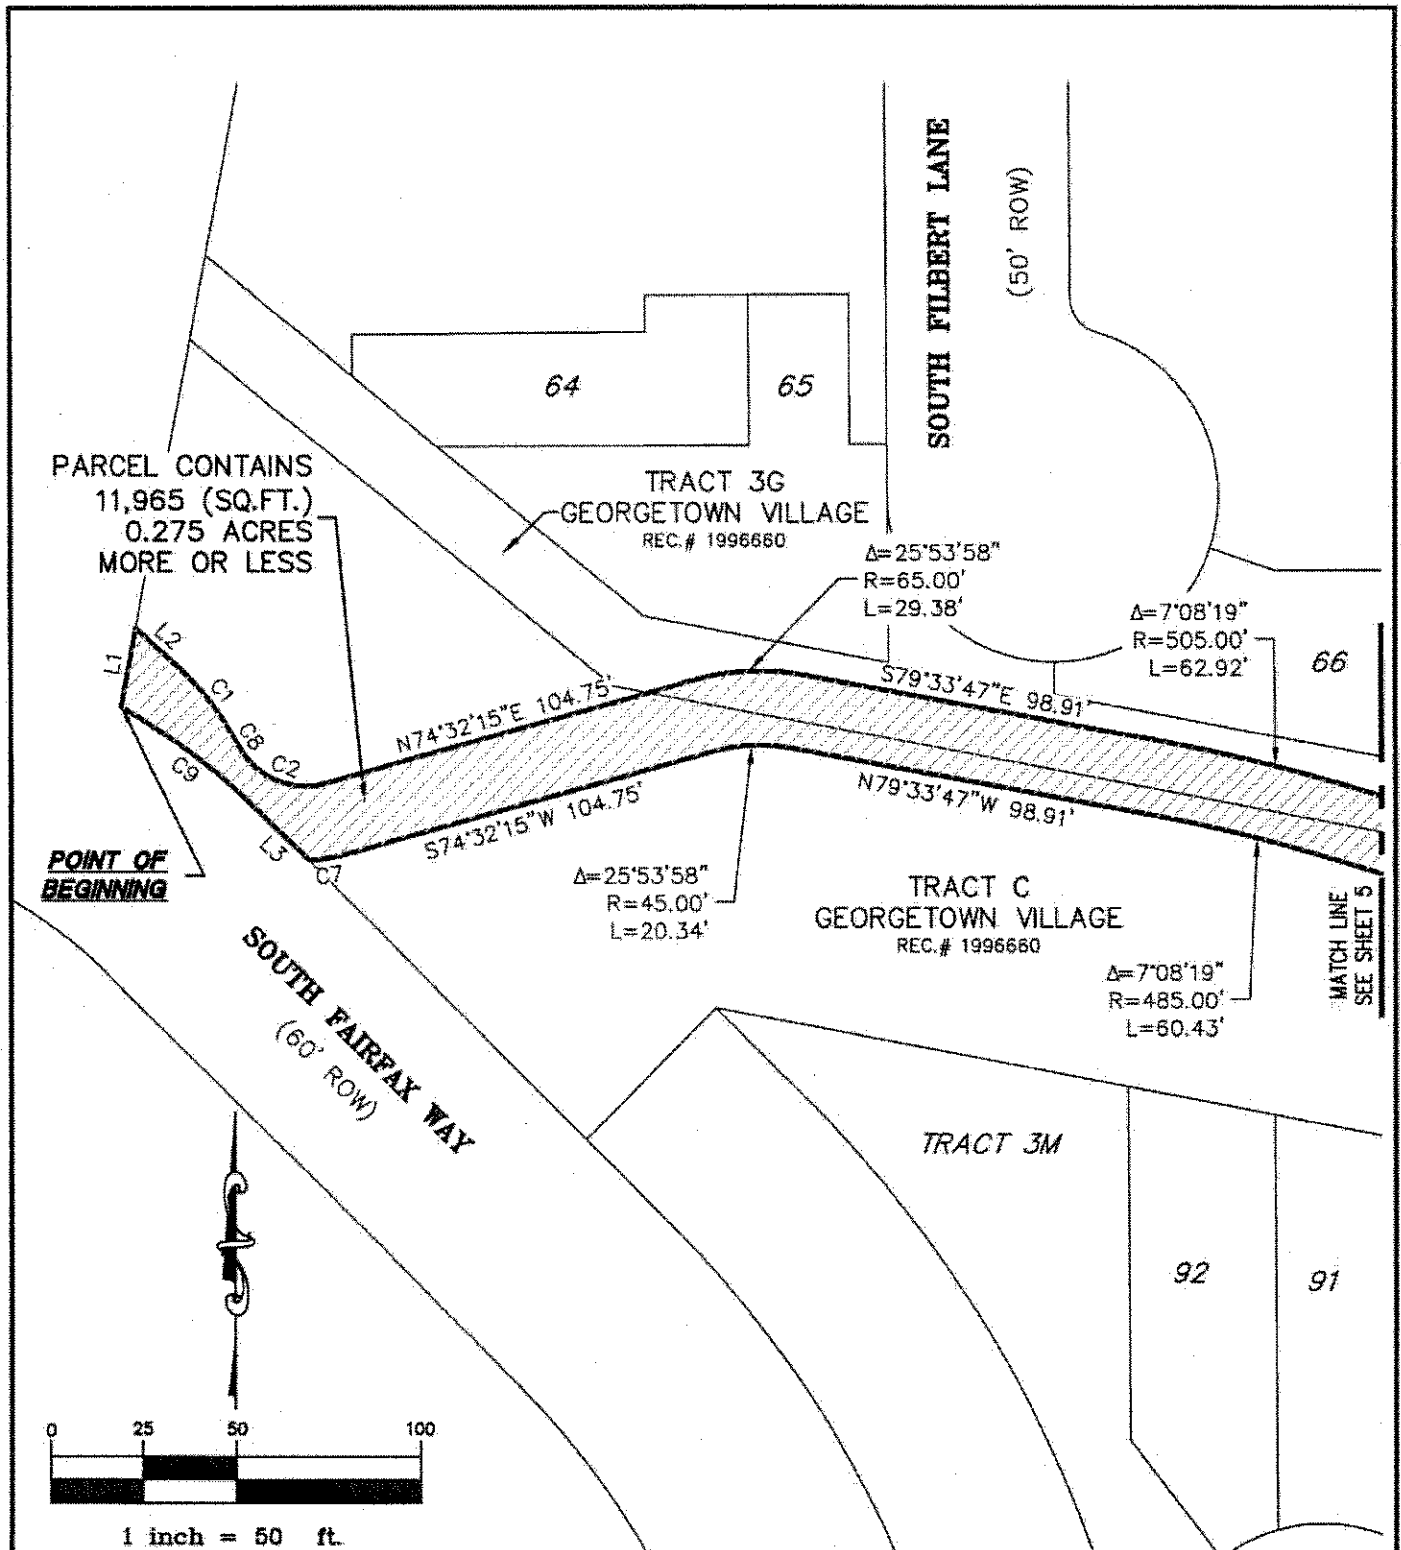 SOUTH FILBERT LANE
(50' ROW)
64
65
PARCEL CONTAINS
11,965 (SQ.FT.)
0.275 ACRES
MORE OR LESS
TRACT 3G
GEORGETOWN VILLAGE
REC.# 1996660
Δ=25°53'58"
R=65.00'
L=29.38'
Δ=7°08'19"
R=505.00'
L=62.92'
66
L1
L2
C1
C8
C2
C9
L3
C7
N74°32'15"E 104.75'
S79°33'47"E 98.91'
S74°32'15"W 104.75'
N79°33'47"W 98.91'
POINT OF
BEGINNING
Δ=25°53'58"
R=45.00'
L=20.34'
TRACT C
GEORGETOWN VILLAGE
REC.# 1996660
Δ=7°08'19"
R=485.00'
L=60.43'
MATCH LINE
SEE SHEET 5
SOUTH FAIRFAX WAY
(60' ROW)
TRACT 3M
92
91
0 25 50 100
1 inch = 50 ft.